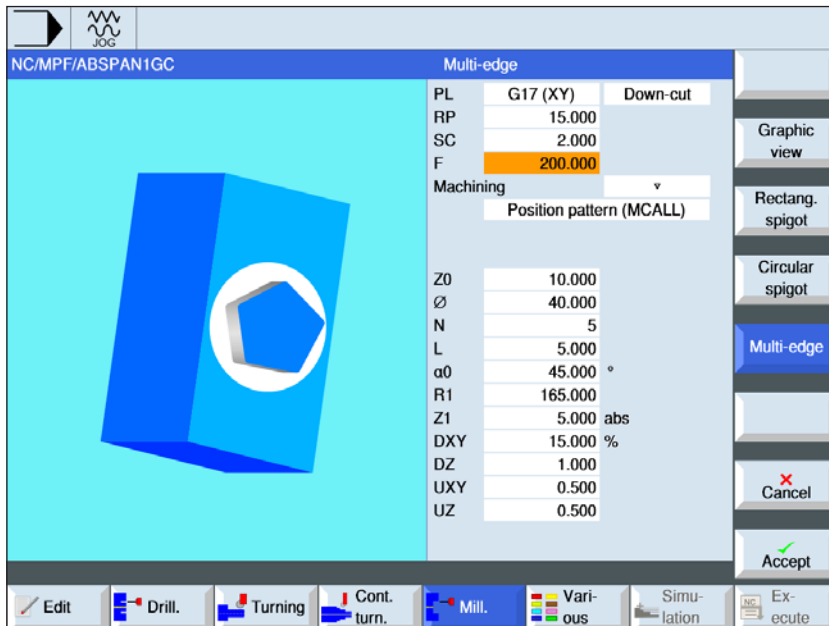 JOG
NC/MPF/ABSPAN1GC
Multi-edge
PL G17 (XY) Down-cut
RP 15.000
SC 2.000
F 200.000
Machining ▿
Position pattern (MCALL)
Z0 10.000
Ø 40.000
N 5
L 5.000
α0 45.000 °
R1 165.000
Z1 5.000 abs
DXY 15.000 %
DZ 1.000
UXY 0.500
UZ 0.500
Graphic
view
Rectang.
spigot
Circular
spigot
Multi-edge
Cancel
Accept
Edit
Drill.
Turning
Cont.
turn.
Mill.
Vari-
ous
Simu-
lation
NC
Ex-
ecute